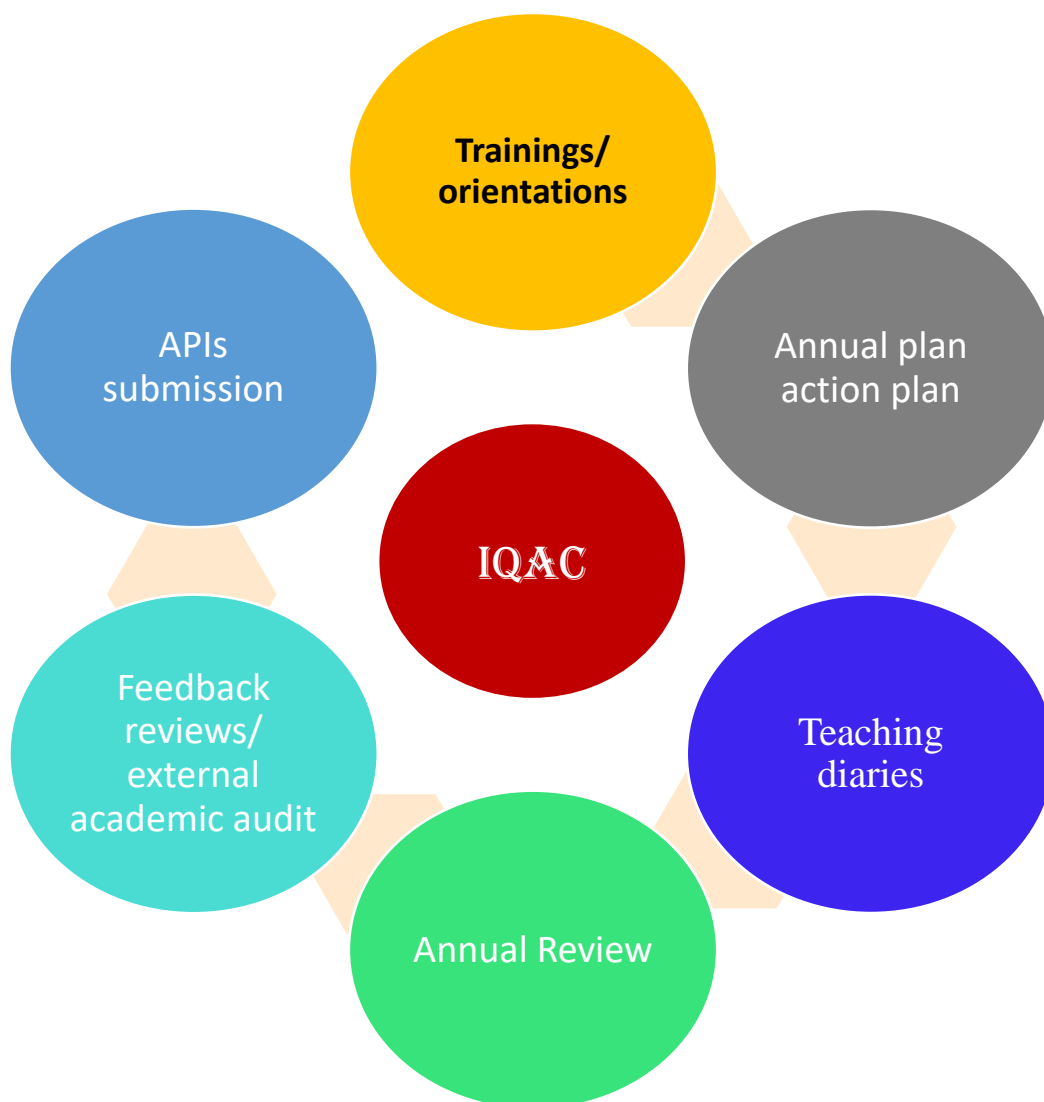 Trainings/
orientations
Annual plan
action plan
Teaching
diaries
Annual Review
Feedback
reviews/
external
academic audit
APIs
submission
IQAC